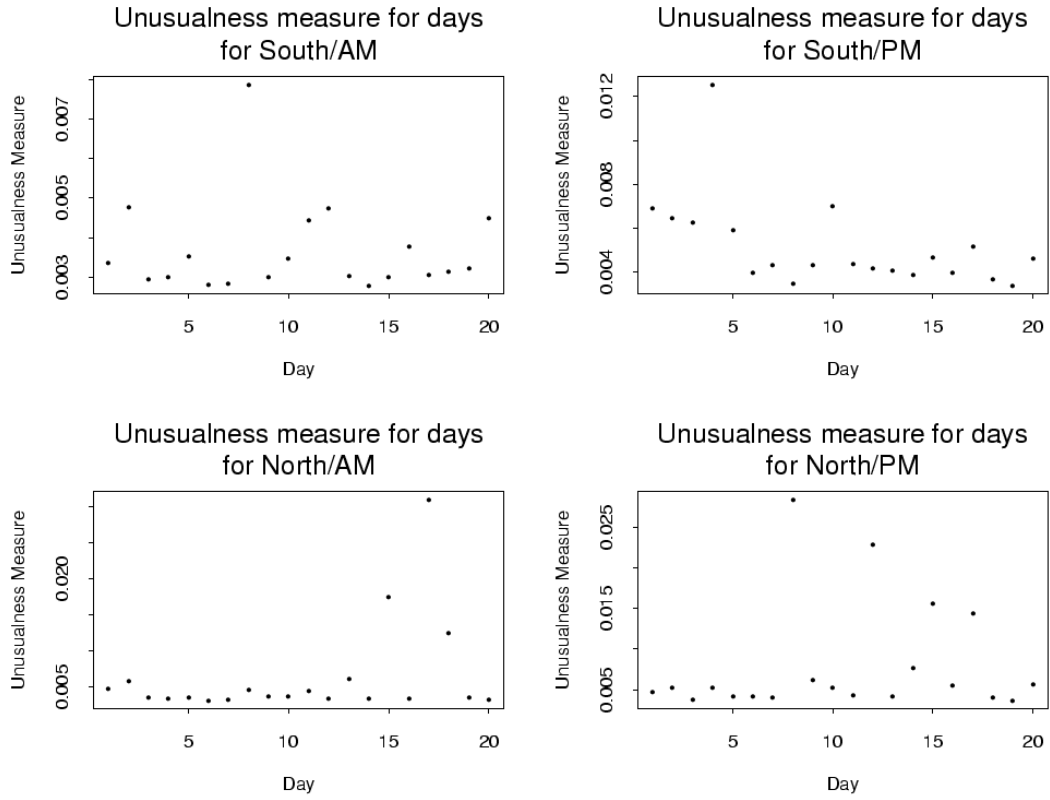 Unusualness measure for days
for South/AM
Unusualness Measure
0.007
0.005
0.003
5 10 15 20
Day
Unusualness measure for days
for South/PM
Unusualness Measure
0.012
0.008
0.004
5 10 15 20
Day
Unusualness measure for days
for North/AM
Unusualness Measure
0.020
0.005
5 10 15 20
Day
Unusualness measure for days
for North/PM
Unusualness Measure
0.025
0.015
0.005
5 10 15 20
Day